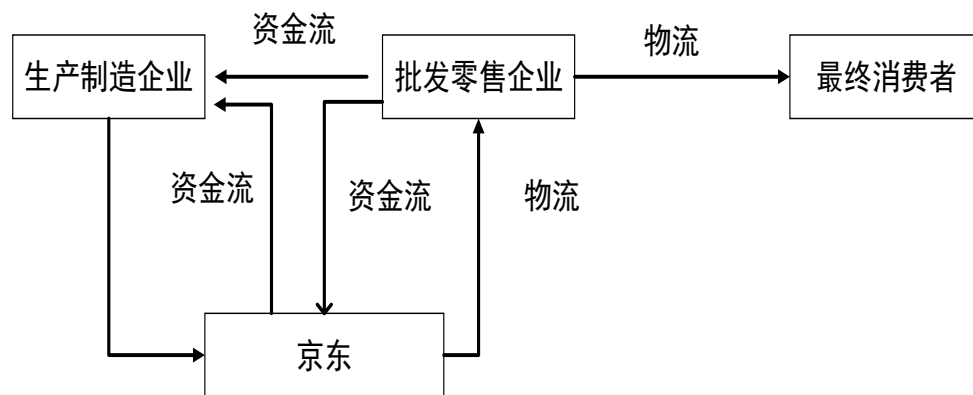 资金流
物流
生产制造企业
批发零售企业
最终消费者
资金流
资金流
物流
京东